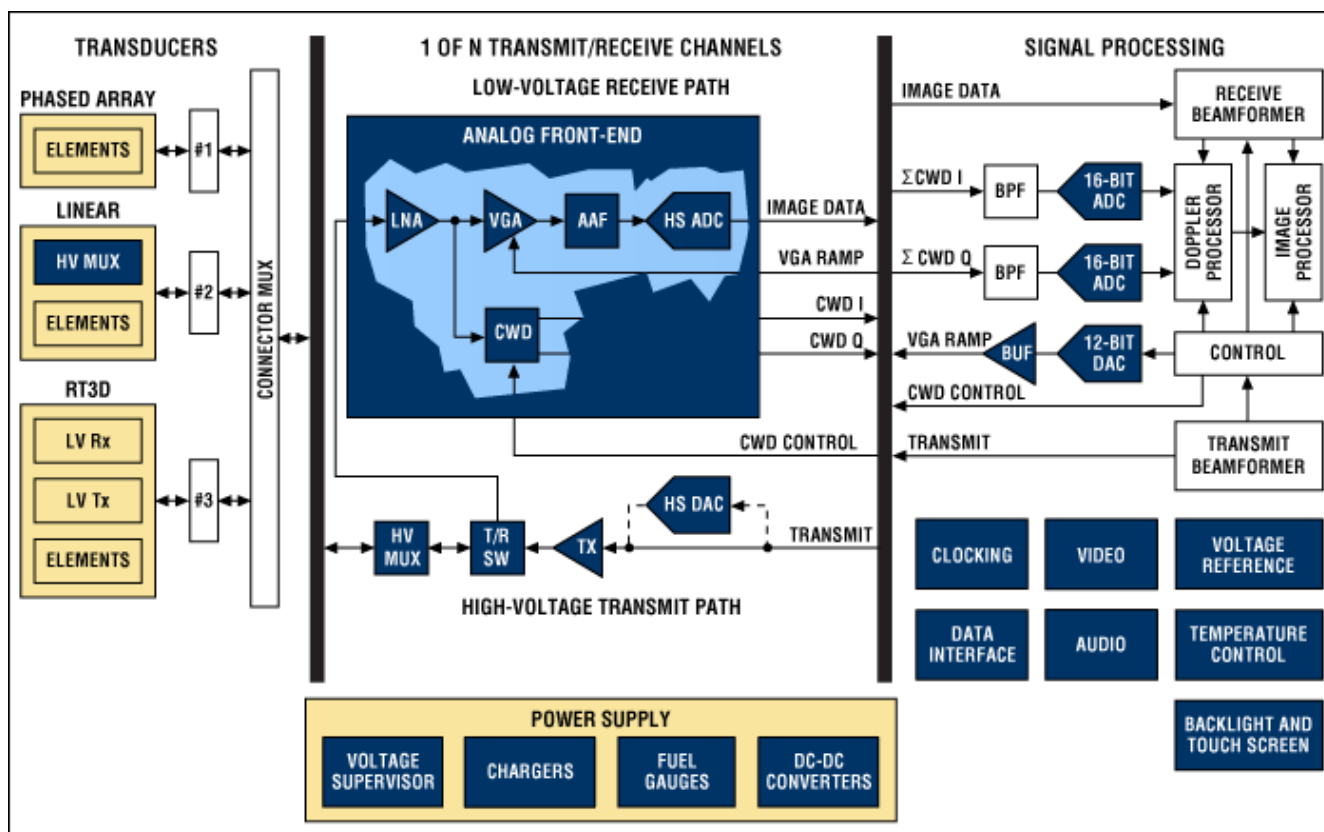 TRANSDUCERS
PHASED ARRAY
ELEMENTS
#1
LINEAR
HV MUX
ELEMENTS
#2
RT3D
LV Rx
LV Tx
ELEMENTS
#3
CONNECTOR MUX
1 OF N TRANSMIT/RECEIVE CHANNELS
LOW-VOLTAGE RECEIVE PATH
ANALOG FRONT-END
LNA
VGA
AAF
HS ADC
CWD
IMAGE DATA
VGA RAMP
CWD I
CWD Q
CWD CONTROL
HS DAC
TRANSMIT
HV
MUX
T/R
SW
TX
HIGH-VOLTAGE TRANSMIT PATH
SIGNAL PROCESSING
IMAGE DATA
RECEIVE
BEAMFORMER
ΣCWD I
BPF
16-BIT
ADC
Σ CWD Q
BPF
16-BIT
ADC
DOPPLER
PROCESSOR
IMAGE
PROCESSOR
VGA RAMP
BUF
12-BIT
DAC
CONTROL
CWD CONTROL
TRANSMIT
TRANSMIT
BEAMFORMER
CLOCKING
VIDEO
VOLTAGE
REFERENCE
DATA
INTERFACE
AUDIO
TEMPERATURE
CONTROL
BACKLIGHT AND
TOUCH SCREEN
POWER SUPPLY
VOLTAGE
SUPERVISOR
CHARGERS
FUEL
GAUGES
DC-DC
CONVERTERS